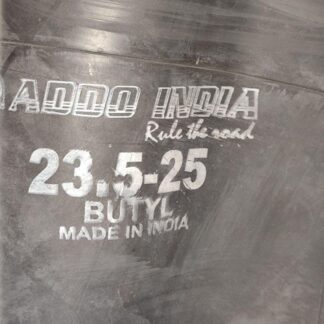 ADDO INDIA
Rule the road
23.5-25
BUTYL
MADE IN INDIA